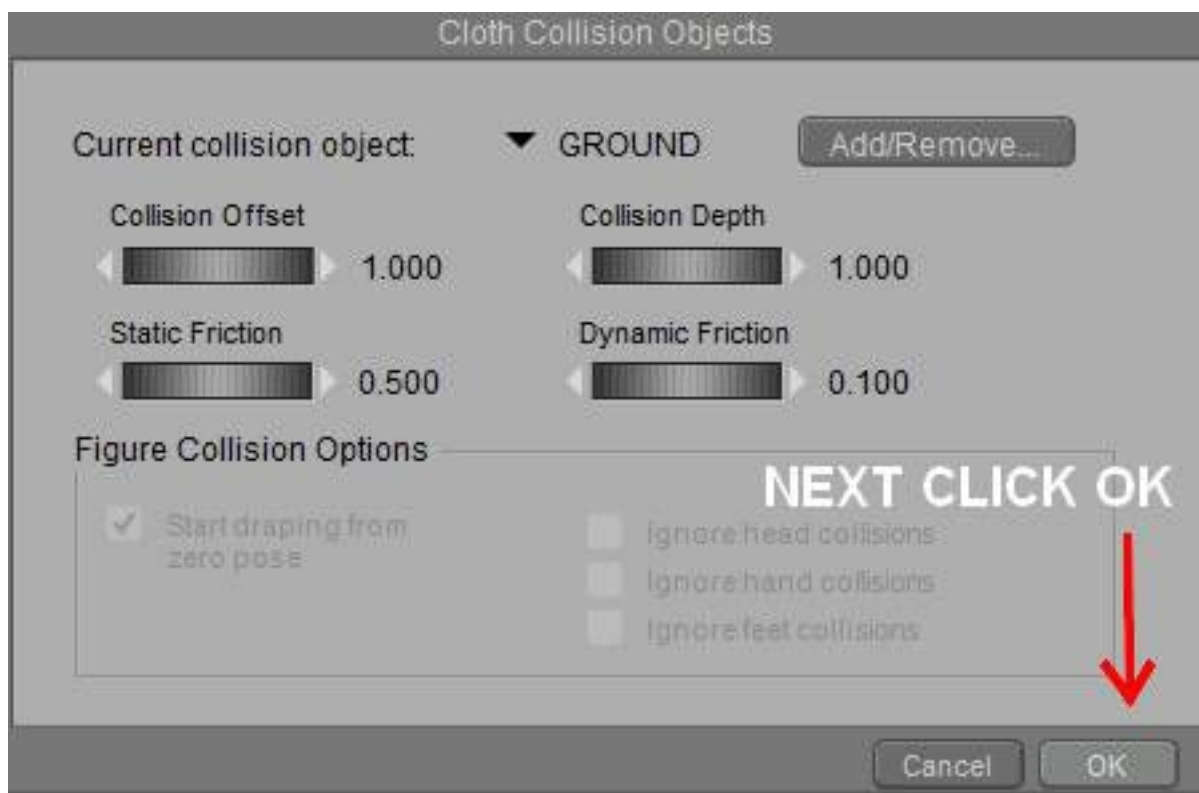 Cloth Collision Objects
Current collision object: GROUND Add/Remove...
Collision Offset Collision Depth
1.000 1.000
Static Friction Dynamic Friction
0.500 0.100
Figure Collision Options
NEXT CLICK OK
Start draping from
zero pose
Ignore head collisions
Ignore hand collisions
Ignore feet collisions
Cancel OK